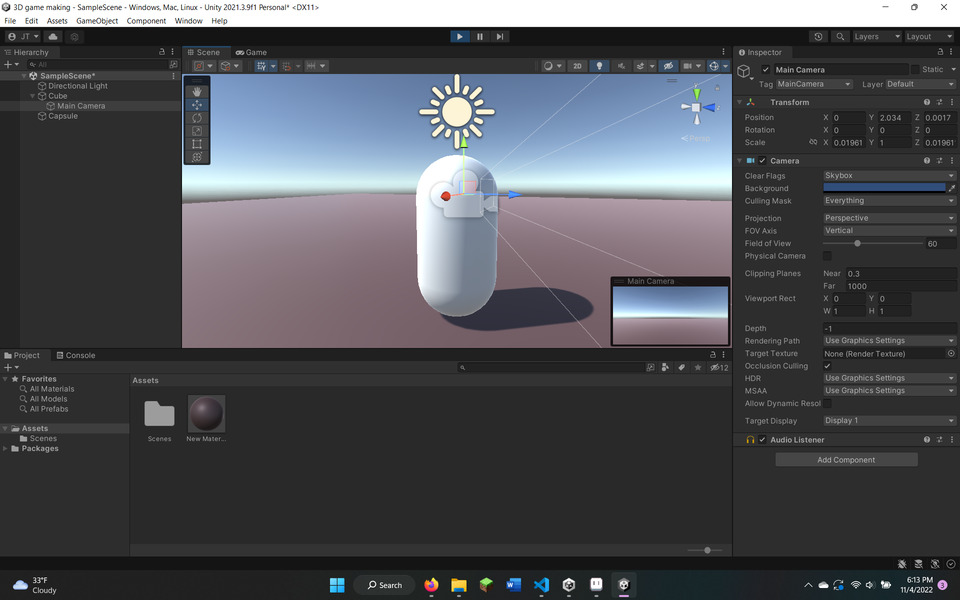 3D game making - SampleScene - Windows, Mac, Linux - Unity 2021.3.9f1 Personal* <DX11>
File Edit Assets GameObject Component Window Help
JT Layers Layout
Hierarchy
All
SampleScene*
Directional Light
Cube
Main Camera
Capsule
Scene Game
2D
Persp
Main Camera
Inspector
Main Camera Static
Tag MainCamera Layer Default
Transform
Position X 0 Y 2.034 Z 0.0017
Rotation X 0 Y 0 Z 0
Scale X 0.01961 Y 1 Z 0.01961
Camera
Clear Flags Skybox
Background
Culling Mask Everything
Projection Perspective
FOV Axis Vertical
Field of View 60
Physical Camera
Clipping Planes Near 0.3
Far 1000
Viewport Rect X 0 Y 0
W 1 H 1
Depth -1
Rendering Path Use Graphics Settings
Target Texture None (Render Texture)
Occlusion Culling
HDR Use Graphics Settings
MSAA Use Graphics Settings
Allow Dynamic Resol
Target Display Display 1
Audio Listener
Add Component
Project Console
12
Favorites
All Materials
All Models
All Prefabs
Assets
Scenes
Packages
Assets
Scenes New Mater...
33°F
Cloudy
Search
6:13 PM
11/4/2022
3